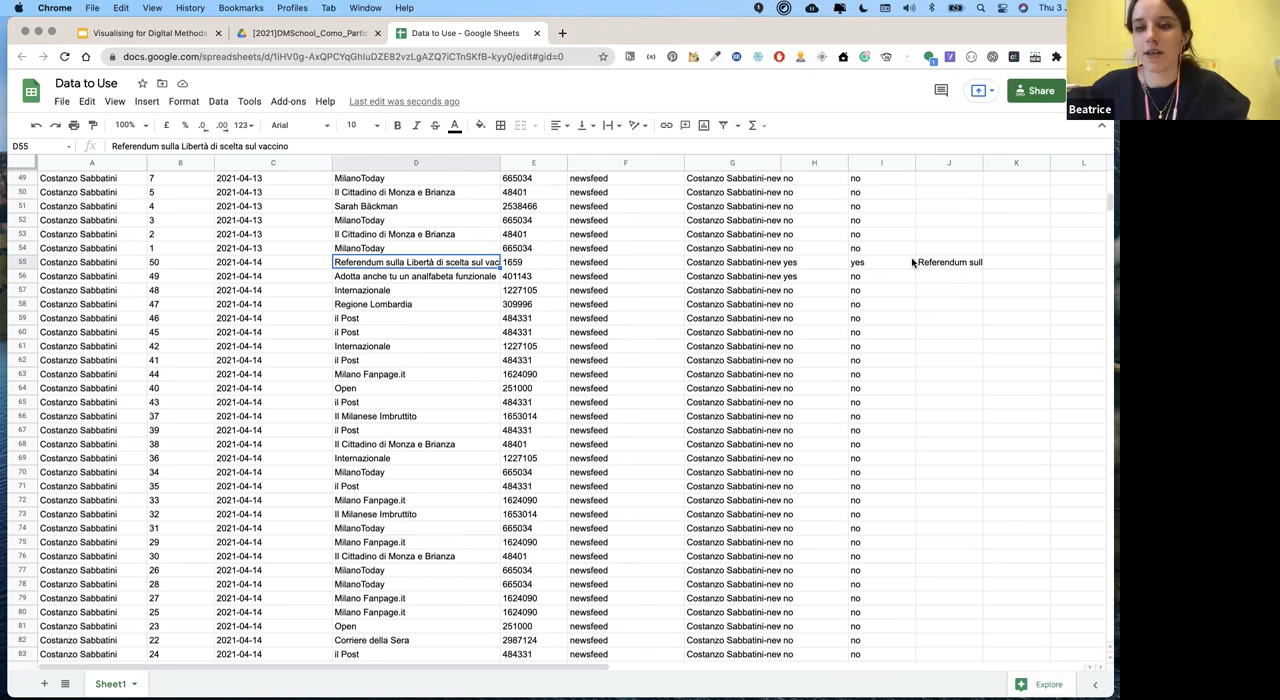 Chrome File Edit View History Bookmarks Profiles Tab Window Help Thu 3
Visualising for Digital Methods × [2021]DMSchool_Como_Partic × Data to Use - Google Sheets ×
docs.google.com/spreadsheets/d/1iHV0g-AxQPCYqGhIuDZE82vzLgAZQ7iCTnSKfB-kyy0/edit#gid=0
Data to Use
File Edit View Insert Format Data Tools Add-ons Help Last edit was seconds ago
Share
Beatrice
100% £ % .0 .00 123 Arial 10 B I S A
D55 fx Referendum sulla Libertà di scelta sul vaccino
A B C D E F G H I J K L
49 Costanzo Sabbatini 7 2021-04-13 MilanoToday 665034 newsfeed Costanzo Sabbatini-new no no
50 Costanzo Sabbatini 5 2021-04-13 Il Cittadino di Monza e Brianza 48401 newsfeed Costanzo Sabbatini-new no no
51 Costanzo Sabbatini 4 2021-04-13 Sarah Bäckman 2538466 newsfeed Costanzo Sabbatini-new no no
52 Costanzo Sabbatini 3 2021-04-13 MilanoToday 665034 newsfeed Costanzo Sabbatini-new no no
53 Costanzo Sabbatini 2 2021-04-13 Il Cittadino di Monza e Brianza 48401 newsfeed Costanzo Sabbatini-new no no
54 Costanzo Sabbatini 1 2021-04-13 MilanoToday 665034 newsfeed Costanzo Sabbatini-new no no
55 Costanzo Sabbatini 50 2021-04-14 Referendum sulla Libertà di scelta sul vac 1659 newsfeed Costanzo Sabbatini-new yes yes Referendum sull
56 Costanzo Sabbatini 49 2021-04-14 Adotta anche tu un analfabeta funzionale 401143 newsfeed Costanzo Sabbatini-new yes no
57 Costanzo Sabbatini 48 2021-04-14 Internazionale 1227105 newsfeed Costanzo Sabbatini-new no no
58 Costanzo Sabbatini 47 2021-04-14 Regione Lombardia 309996 newsfeed Costanzo Sabbatini-new no no
59 Costanzo Sabbatini 46 2021-04-14 il Post 484331 newsfeed Costanzo Sabbatini-new no no
60 Costanzo Sabbatini 45 2021-04-14 il Post 484331 newsfeed Costanzo Sabbatini-new no no
61 Costanzo Sabbatini 42 2021-04-14 Internazionale 1227105 newsfeed Costanzo Sabbatini-new no no
62 Costanzo Sabbatini 41 2021-04-14 il Post 484331 newsfeed Costanzo Sabbatini-new no no
63 Costanzo Sabbatini 44 2021-04-14 Milano Fanpage.it 1624090 newsfeed Costanzo Sabbatini-new no no
64 Costanzo Sabbatini 40 2021-04-14 Open 251000 newsfeed Costanzo Sabbatini-new no no
65 Costanzo Sabbatini 43 2021-04-14 il Post 484331 newsfeed Costanzo Sabbatini-new no no
66 Costanzo Sabbatini 37 2021-04-14 Il Milanese Imbruttito 1653014 newsfeed Costanzo Sabbatini-new no no
67 Costanzo Sabbatini 39 2021-04-14 il Post 484331 newsfeed Costanzo Sabbatini-new no no
68 Costanzo Sabbatini 38 2021-04-14 Il Cittadino di Monza e Brianza 48401 newsfeed Costanzo Sabbatini-new no no
69 Costanzo Sabbatini 36 2021-04-14 Internazionale 1227105 newsfeed Costanzo Sabbatini-new no no
70 Costanzo Sabbatini 34 2021-04-14 MilanoToday 665034 newsfeed Costanzo Sabbatini-new no no
71 Costanzo Sabbatini 35 2021-04-14 il Post 484331 newsfeed Costanzo Sabbatini-new no no
72 Costanzo Sabbatini 33 2021-04-14 Milano Fanpage.it 1624090 newsfeed Costanzo Sabbatini-new no no
73 Costanzo Sabbatini 32 2021-04-14 Il Milanese Imbruttito 1653014 newsfeed Costanzo Sabbatini-new no no
74 Costanzo Sabbatini 31 2021-04-14 MilanoToday 665034 newsfeed Costanzo Sabbatini-new no no
75 Costanzo Sabbatini 29 2021-04-14 Milano Fanpage.it 1624090 newsfeed Costanzo Sabbatini-new no no
76 Costanzo Sabbatini 30 2021-04-14 Il Cittadino di Monza e Brianza 48401 newsfeed Costanzo Sabbatini-new no no
77 Costanzo Sabbatini 26 2021-04-14 MilanoToday 665034 newsfeed Costanzo Sabbatini-new no no
78 Costanzo Sabbatini 28 2021-04-14 MilanoToday 665034 newsfeed Costanzo Sabbatini-new no no
79 Costanzo Sabbatini 27 2021-04-14 Milano Fanpage.it 1624090 newsfeed Costanzo Sabbatini-new no no
80 Costanzo Sabbatini 25 2021-04-14 Milano Fanpage.it 1624090 newsfeed Costanzo Sabbatini-new no no
81 Costanzo Sabbatini 23 2021-04-14 Open 251000 newsfeed Costanzo Sabbatini-new no no
82 Costanzo Sabbatini 22 2021-04-14 Corriere della Sera 2987124 newsfeed Costanzo Sabbatini-new no no
83 Costanzo Sabbatini 24 2021-04-14 il Post 484331 newsfeed Costanzo Sabbatini-new no no
Sheet1 Explore